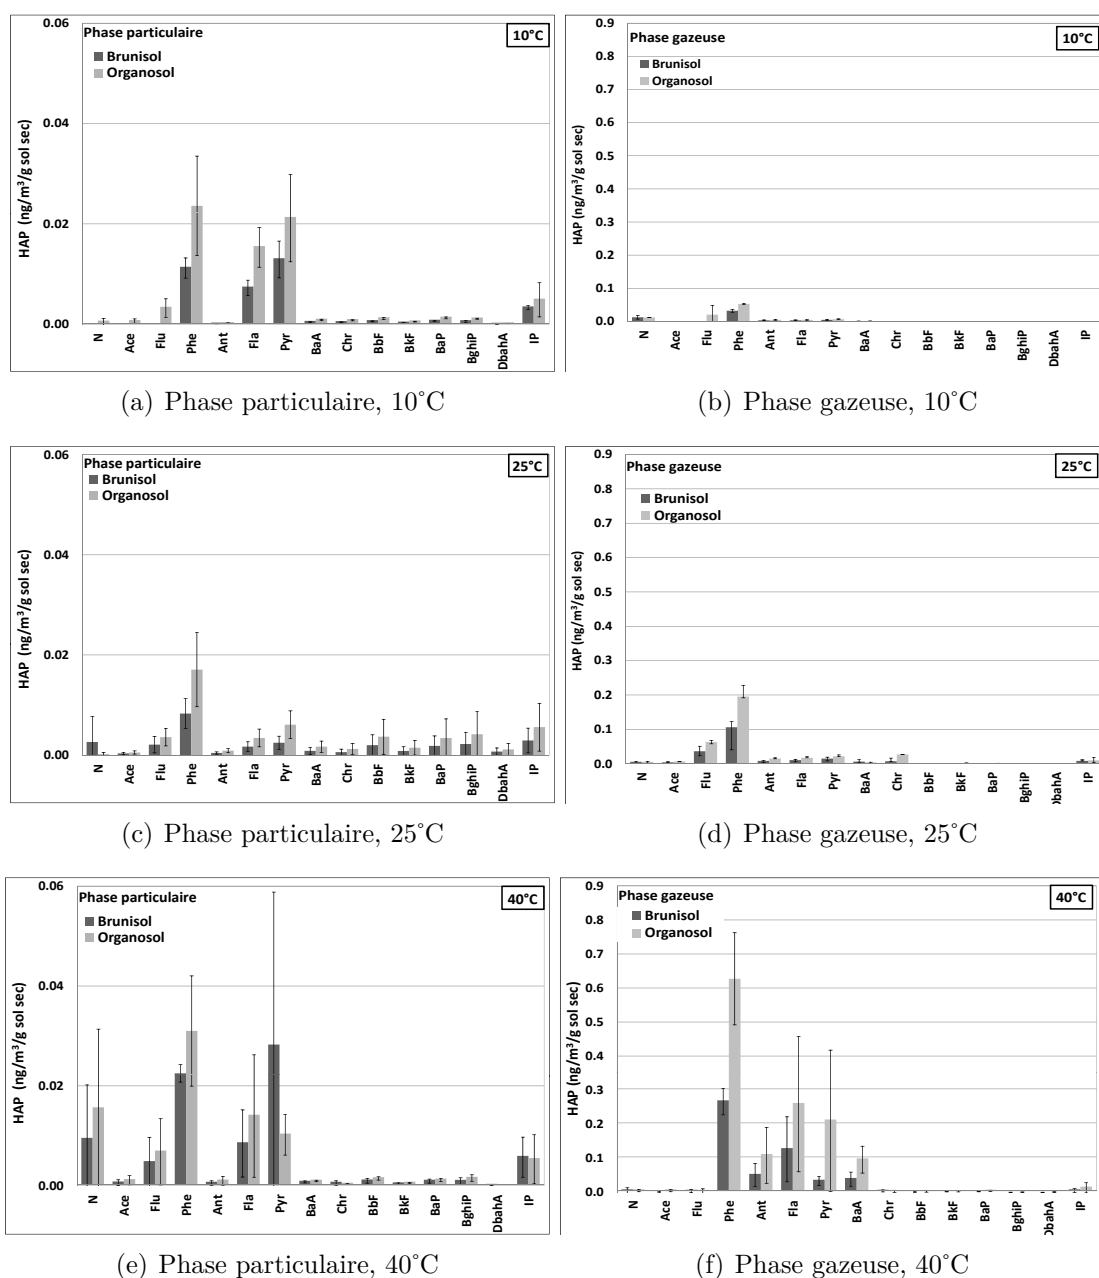 0.06
0.04
0.02
0.00
HAP (ng/m³/g sol sec)
Phase particulaire
10°C
Brunisol
Organosol
N Ace Flu Phe Ant Fla Pyr BaA Chr BbF BkF BaP BghiP DbahA IP
(a) Phase particulaire, 10°C
0.9
0.8
0.7
0.6
0.5
0.4
0.3
0.2
0.1
0.0
HAP (ng/m³/g sol sec)
Phase gazeuse
10°C
Brunisol
Organosol
N Ace Flu Phe Ant Fla Pyr BaA Chr BbF BkF BaP BghiP DbahA IP
(b) Phase gazeuse, 10°C
0.06
0.04
0.02
0.00
HAP (ng/m³/g sol sec)
Phase particulaire
25°C
Brunisol
Organosol
N Ace Flu Phe Ant Fla Pyr BaA Chr BbF BkF BaP BghiP DbahA IP
(c) Phase particulaire, 25°C
0.9
0.8
0.7
0.6
0.5
0.4
0.3
0.2
0.1
0.0
HAP (ng/m³/g sol sec)
Phase gazeuse
25°C
Brunisol
Organosol
N Ace Flu Phe Ant Fla Pyr BaA Chr BbF BkF BaP BghiP DbahA IP
(d) Phase gazeuse, 25°C
0.06
0.04
0.02
0.00
HAP (ng/m³/g sol sec)
Phase particulaire
40°C
Brunisol
Organosol
N Ace Flu Phe Ant Fla Pyr BaA Chr BbF BkF BaP BghiP DbahA IP
(e) Phase particulaire, 40°C
0.9
0.8
0.7
0.6
0.5
0.4
0.3
0.2
0.1
0.0
HAP (ng/m³/g sol sec)
Phase gazeuse
40°C
Brunisol
Organosol
N Ace Flu Phe Ant Fla Pyr BaA Chr BbF BkF BaP BghiP DbahA IP
(f) Phase gazeuse, 40°C